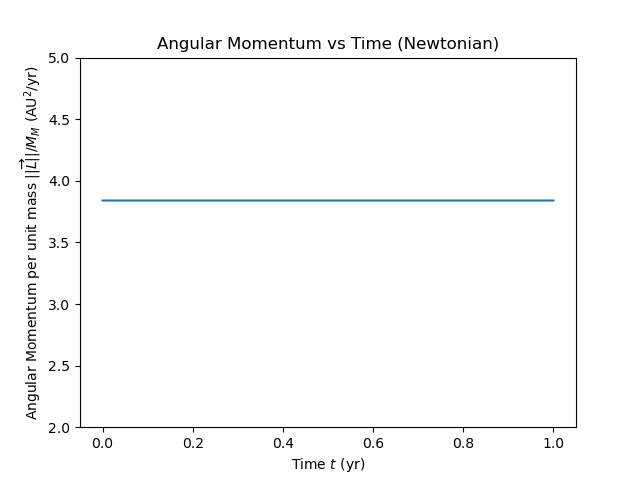 Angular Momentum vs Time (Newtonian)
Angular Momentum per unit mass ||L⃗||/M_M (AU²/yr)
5.0
4.5
4.0
3.5
3.0
2.5
2.0
0.0 0.2 0.4 0.6 0.8 1.0
Time t (yr)